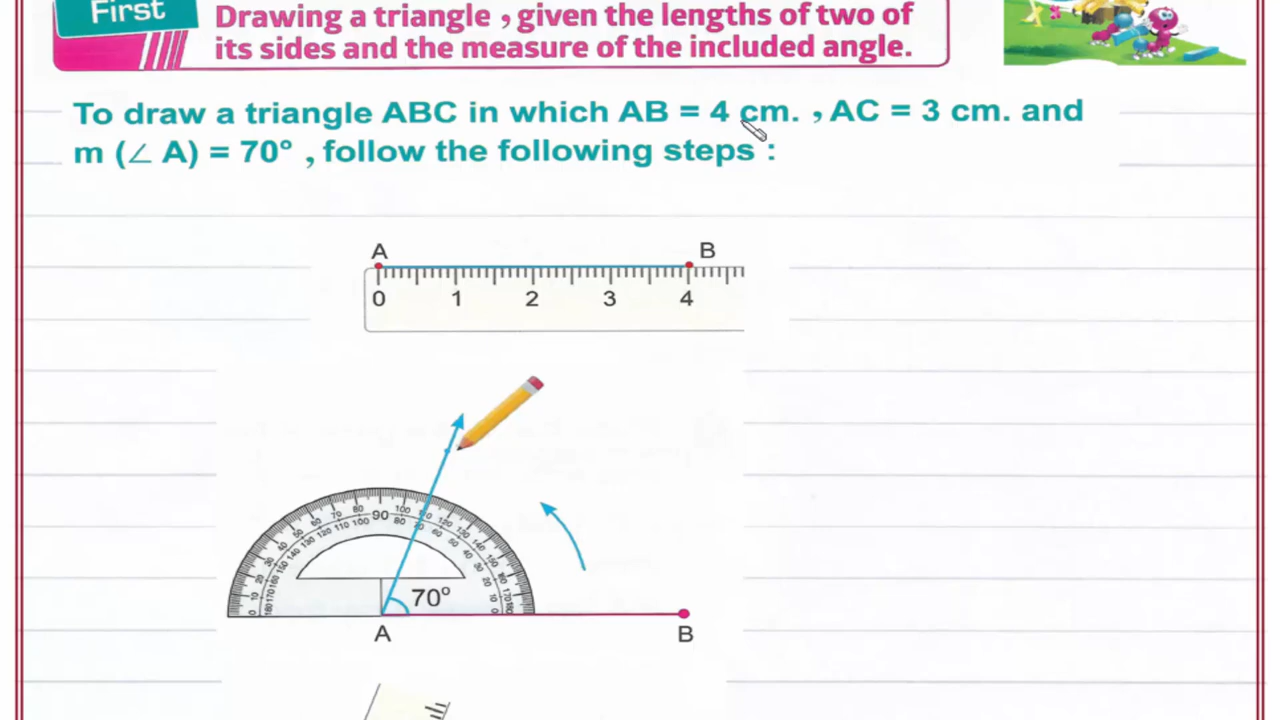 First
Drawing a triangle , given the lengths of two of
its sides and the measure of the included angle.
To draw a triangle ABC in which AB = 4 cm. , AC = 3 cm. and
m (∠ A) = 70° , follow the following steps :
A B
0 1 2 3 4
90
70°
A B